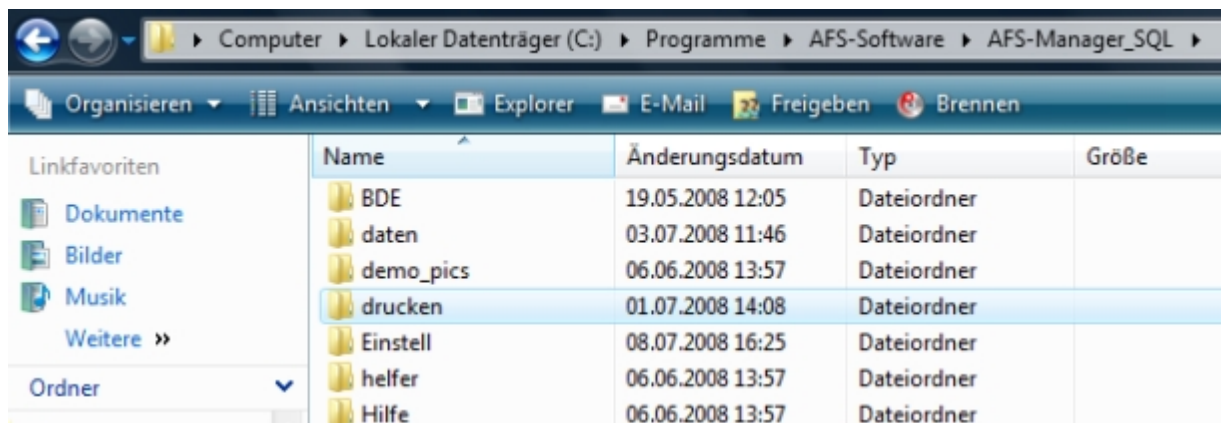 Computer Lokaler Datenträger (C:) Programme AFS-Software AFS-Manager_SQL
Organisieren Ansichten Explorer E-Mail Freigeben Brennen
Linkfavoriten
Dokumente
Bilder
Musik
Weitere »
Ordner
Name Änderungsdatum Typ Größe
BDE 19.05.2008 12:05 Dateiordner
daten 03.07.2008 11:46 Dateiordner
demo_pics 06.06.2008 13:57 Dateiordner
drucken 01.07.2008 14:08 Dateiordner
Einstell 08.07.2008 16:25 Dateiordner
helfer 06.06.2008 13:57 Dateiordner
Hilfe 06.06.2008 13:57 Dateiordner